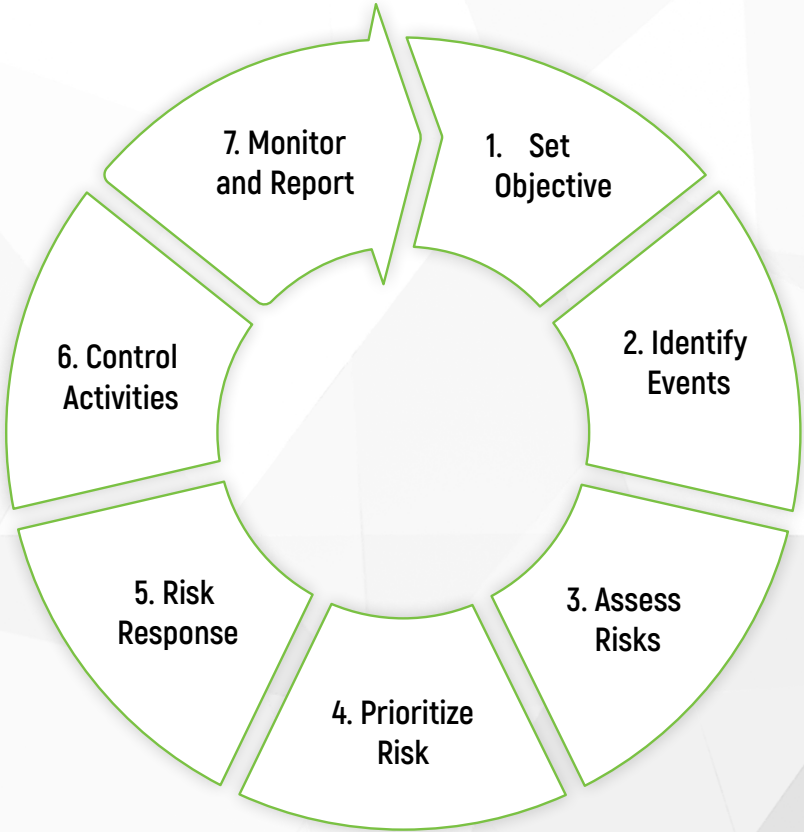 1. Set
Objective
2. Identify
Events
3. Assess
Risks
4. Prioritize
Risk
5. Risk
Response
6. Control
Activities
7. Monitor
and Report